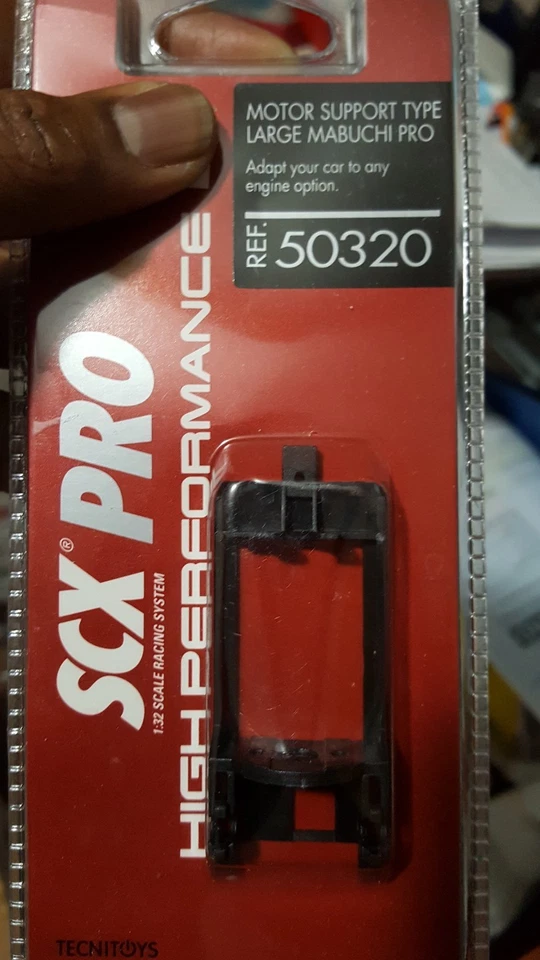 MOTOR SUPPORT TYPE
LARGE MABUCHI PRO
Adapt your car to any
engine option.
REF. 50320
SCX® PRO
1:32 SCALE RACING SYSTEM
HIGH PERFORMANCE
TECNITOYS